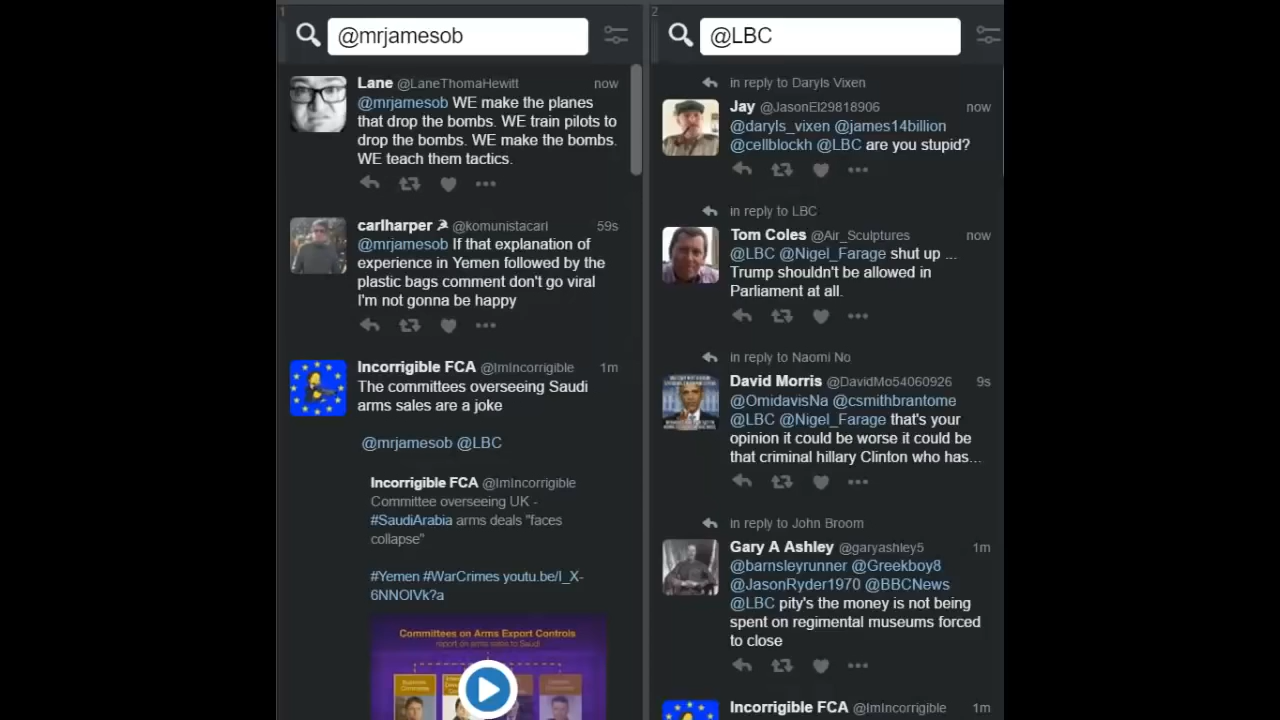 1
@mrjamesob
Lane @LaneThomaHewitt now
@mrjamesob WE make the planes
that drop the bombs. WE train pilots to
drop the bombs. WE make the bombs.
WE teach them tactics.
carlharper ☭ @komunistacarl 59s
@mrjamesob If that explanation of
experience in Yemen followed by the
plastic bags comment don't go viral
I'm not gonna be happy
Incorrigible FCA @ImIncorrigible 1m
The committees overseeing Saudi
arms sales are a joke
@mrjamesob @LBC
Incorrigible FCA @ImIncorrigible
Committee overseeing UK -
#SaudiArabia arms deals "faces
collapse"
#Yemen #WarCrimes youtu.be/I_X-
6NNOIVk?a
Committees on Arms Export Controls
report on arms sales to Saudi
2
@LBC
in reply to Daryls Vixen
Jay @JasonEl29818906 now
@daryls_vixen @james14billion
@cellblockh @LBC are you stupid?
in reply to LBC
Tom Coles @Air_Sculptures now
@LBC @Nigel_Farage shut up ...
Trump shouldn't be allowed in
Parliament at all.
in reply to Naomi No
David Morris @DavidMo54060926 9s
@OmidavisNa @csmithbrantome
@LBC @Nigel_Farage that's your
opinion it could be worse it could be
that criminal hillary Clinton who has...
in reply to John Broom
Gary A Ashley @garyashley5 1m
@barnsleyrunner @Greekboy8
@JasonRyder1970 @BBCNews
@LBC pity's the money is not being
spent on regimental museums forced
to close
Incorrigible FCA @ImIncorrigible 1m